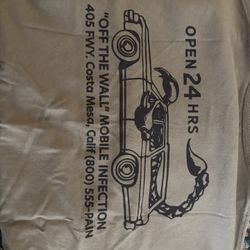 OPEN 24 HRS
"OFF THE WALL" MOBILE INFECTION
405 FWY. Costa Mesa, Calif (800) 555-PAIN